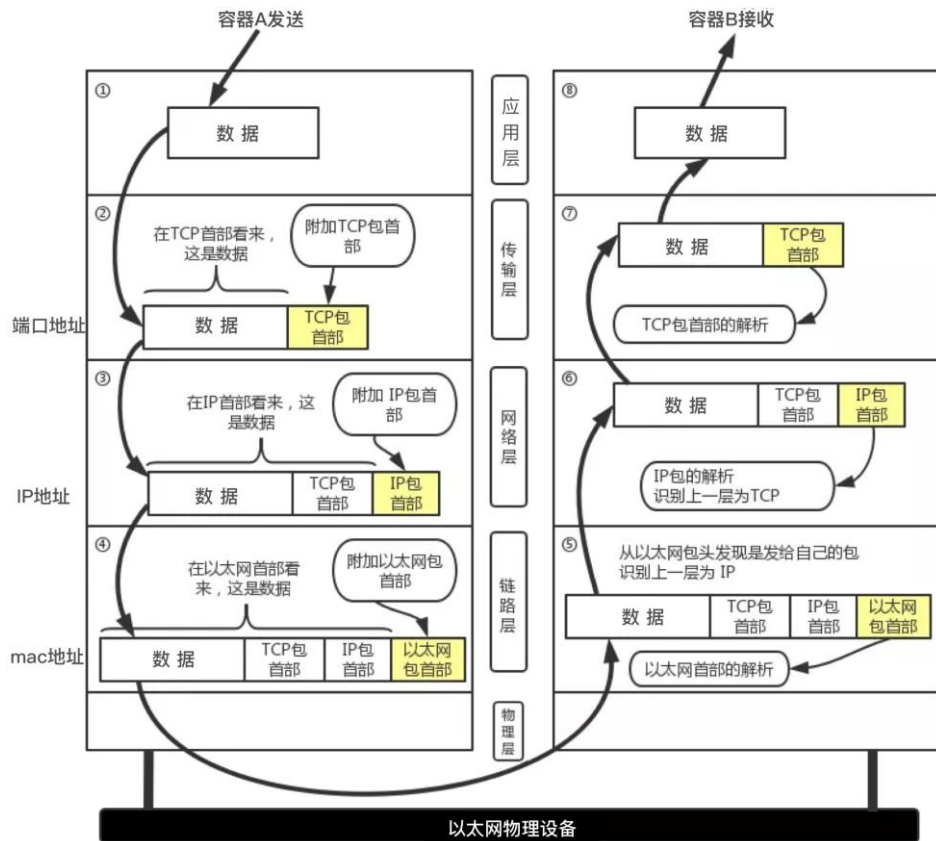 容器A发送
容器B接收
①
数 据
②
在TCP首部看来，
这是数据
附加TCP包首
部
端口地址
数 据
TCP包
首部
③
在IP首部看来，这
是数据
附加 IP包首
部
IP地址
数 据
TCP包
首部
IP包
首部
④
在以太网首部看
来，这是数据
附加以太网包
首部
mac地址
数 据
TCP包
首部
IP包
首部
以太网
包首部
应用层
传输层
网络层
链路层
物理层
⑧
数 据
⑦
数 据
TCP包
首部
TCP包首部的解析
⑥
数 据
TCP包
首部
IP包
首部
IP包的解析
识别上一层为TCP
⑤
从以太网包头发现是发给自己的包
识别上一层为 IP
数 据
TCP包
首部
IP包
首部
以太网
包首部
以太网首部的解析
以太网物理设备